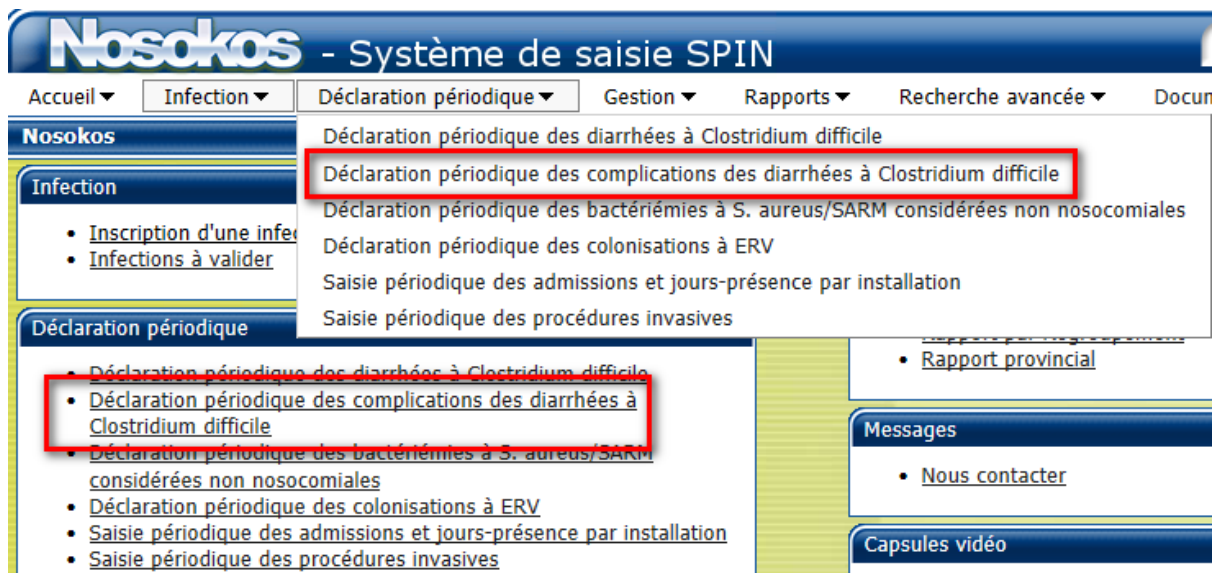 Nosokos - Système de saisie SPIN
Accueil Infection Déclaration périodique Gestion Rapports Recherche avancée
Nosokos
Déclaration périodique des diarrhées à Clostridium difficile
Déclaration périodique des complications des diarrhées à Clostridium difficile
Déclaration périodique des bactériémies à S. aureus/SARM considérées non nosocomiales
Déclaration périodique des colonisations à ERV
Saisie périodique des admissions et jours-présence par installation
Saisie périodique des procédures invasives
Infection
Inscription d'une
Infections à valider
Déclaration périodique
Déclaration périodique des diarrhées à Clostridium difficile
Déclaration périodique des complications des diarrhées à
Clostridium difficile
Déclaration périodique des bactériémies à S. aureus/SARM
considérées non nosocomiales
Déclaration périodique des colonisations à ERV
Saisie périodique des admissions et jours-présence par installation
Saisie périodique des procédures invasives
Rapport provincial
Messages
Nous contacter
Capsules vidéo